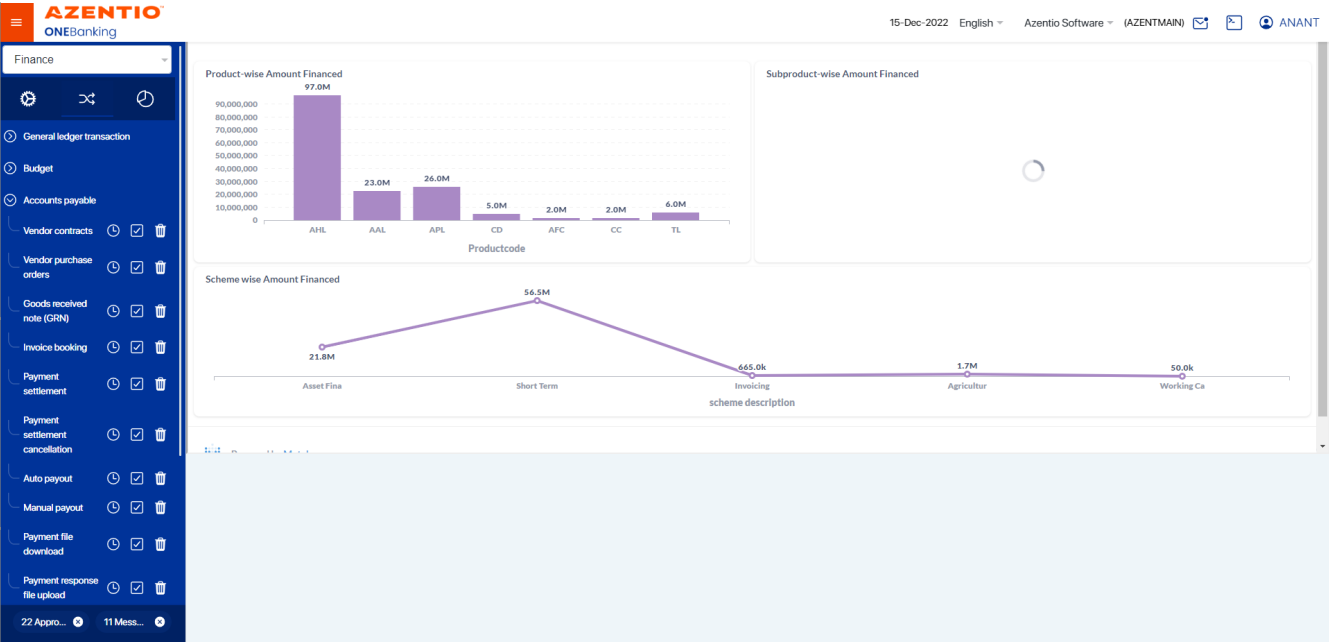 AZENTIO
ONEBanking
15-Dec-2022 English Azentio Software (AZENTMAIN) ANANT
Finance
General ledger transaction
Budget
Accounts payable
Vendor contracts
Vendor purchase
orders
Goods received
note (GRN)
Invoice booking
Payment
settlement
Payment
settlement
cancellation
Auto payout
Manual payout
Payment file
download
Payment response
file upload
22 Appro... 11 Mess...
Product-wise Amount Financed
97.0M
90,000,000
80,000,000
70,000,000
60,000,000
50,000,000
40,000,000
30,000,000
20,000,000
10,000,000
0
23.0M
26.0M
5.0M
2.0M
2.0M
6.0M
AHL AAL APL CD AFC CC TL
Productcode
Subproduct-wise Amount Financed
Scheme wise Amount Financed
56.5M
21.8M
665.0k
1.7M
50.0k
Asset Fina Short Term Invoicing Agricultur Working Ca
scheme description